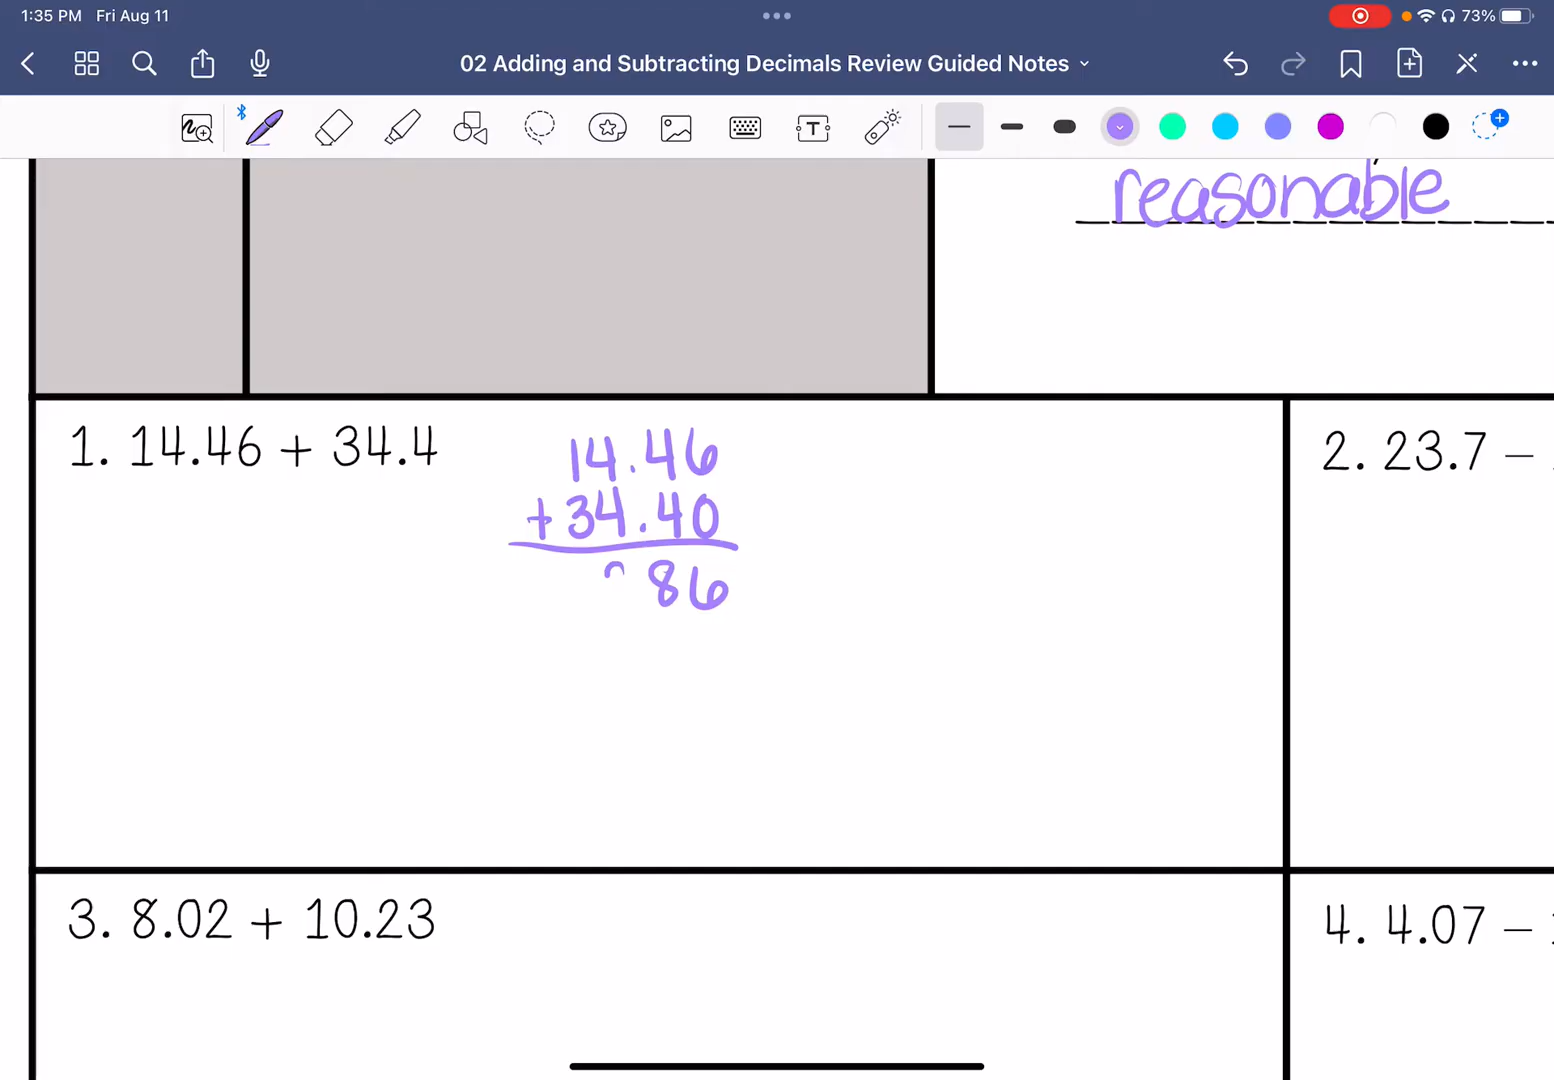 1:35 PM Fri Aug 11
73%
02 Adding and Subtracting Decimals Review Guided Notes
T
reasonable
1. 14.46 + 34.4
14.46
+34.40
86
2. 23.7 –
3. 8.02 + 10.23
4. 4.07 –